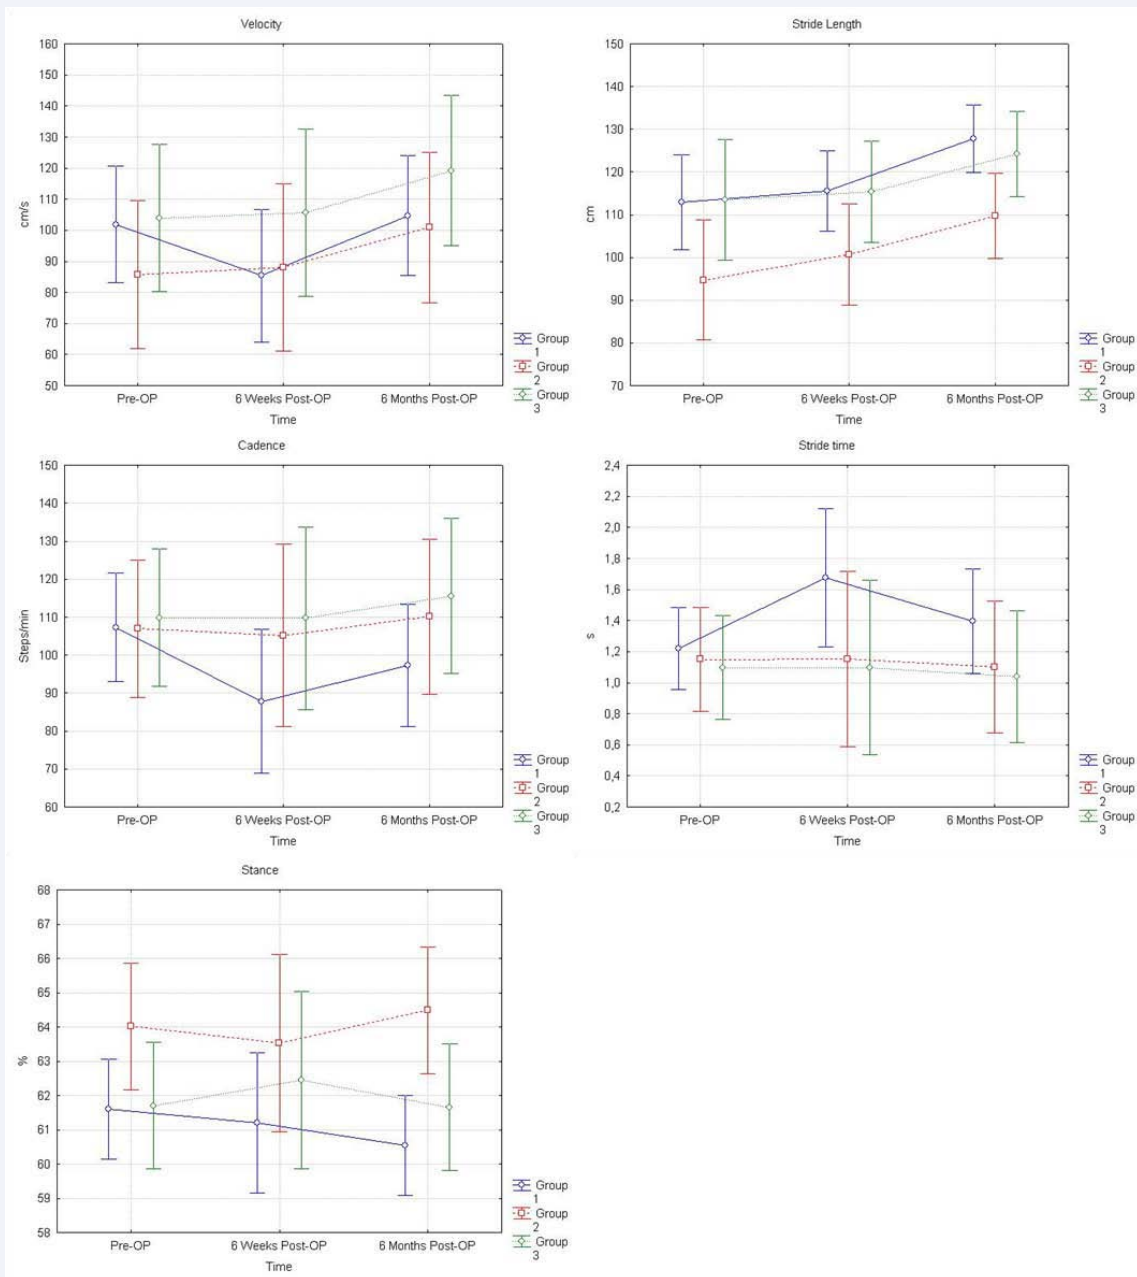 Velocity
160
150
140
130
120
110
100
90
80
70
60
50
cm/s
Pre-OP 6 Weeks Post-OP 6 Months Post-OP
Time
Group
1
Group
2
Group
3
Stride Length
150
140
130
120
110
100
90
80
70
cm
Pre-OP 6 Weeks Post-OP 6 Months Post-OP
Time
Group
1
Group
2
Group
3
Cadence
150
140
130
120
110
100
90
80
70
60
Steps/min
Pre-OP 6 Weeks Post-OP 6 Months Post-OP
Time
Group
1
Group
2
Group
3
Stride time
2,4
2,2
2,0
1,8
1,6
1,4
1,2
1,0
0,8
0,6
0,4
0,2
s
Pre-OP 6 Weeks Post-OP 6 Months Post-OP
Time
Group
1
Group
2
Group
3
Stance
68
67
66
65
64
63
62
61
60
59
58
%
Pre-OP 6 Weeks Post-OP 6 Months Post-OP
Time
Group
1
Group
2
Group
3